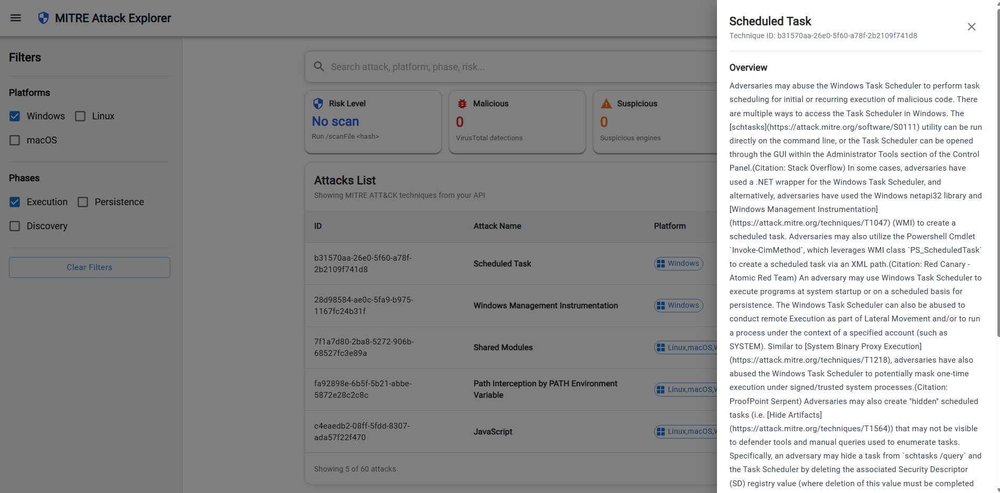 MITRE Attack Explorer
Filters
Platforms
Windows
Linux
macOS
Phases
Execution
Persistence
Discovery
Clear Filters
Search attack, platform, phase, risk...
Risk Level
No scan
Run /scanFile <hash>
Malicious
0
VirusTotal detections
Suspicious
0
Suspicious engines
Attacks List
Showing MITRE ATT&CK techniques from your API
ID
Attack Name
Platform
b31570aa-26e0-5f60-a78f-
2b2109f741d8
Scheduled Task
Windows
28d98584-ae0c-5fa9-b975-
1167fc24b31f
Windows Management Instrumentation
Windows
7f1a7d80-2ba8-5272-906b-
68527fc3e89a
Shared Modules
Linux,macOS,
fa92898e-6b5f-5b21-abbe-
5872e28c2c8c
Path Interception by PATH Environment
Variable
Linux,macOS,
c4eaedb2-08ff-5fdd-8307-
ada57f22f470
JavaScript
Linux,macOS,
Showing 5 of 60 attacks
Scheduled Task
Technique ID: b31570aa-26e0-5f60-a78f-2b2109f741d8
Overview
Adversaries may abuse the Windows Task Scheduler to perform task
scheduling for initial or recurring execution of malicious code. There
are multiple ways to access the Task Scheduler in Windows. The
[schtasks](https://attack.mitre.org/software/S0111) utility can be run
directly on the command line, or the Task Scheduler can be opened
through the GUI within the Administrator Tools section of the Control
Panel.(Citation: Stack Overflow) In some cases, adversaries have
used a .NET wrapper for the Windows Task Scheduler, and
alternatively, adversaries have used the Windows netapi32 library and
[Windows Management Instrumentation]
(https://attack.mitre.org/techniques/T1047) (WMI) to create a
scheduled task. Adversaries may also utilize the Powershell Cmdlet
`Invoke-CimMethod`, which leverages WMI class `PS_ScheduledTask`
to create a scheduled task via an XML path.(Citation: Red Canary -
Atomic Red Team) An adversary may use Windows Task Scheduler to
execute programs at system startup or on a scheduled basis for
persistence. The Windows Task Scheduler can also be abused to
conduct remote Execution as part of Lateral Movement and/or to run
a process under the context of a specified account (such as
SYSTEM). Similar to [System Binary Proxy Execution]
(https://attack.mitre.org/techniques/T1218), adversaries have also
abused the Windows Task Scheduler to potentially mask one-time
execution under signed/trusted system processes.(Citation:
ProofPoint Serpent) Adversaries may also create "hidden" scheduled
tasks (i.e. [Hide Artifacts]
(https://attack.mitre.org/techniques/T1564)) that may not be visible
to defender tools and manual queries used to enumerate tasks.
Specifically, an adversary may hide a task from `schtasks /query` and
the Task Scheduler by deleting the associated Security Descriptor
(SD) registry value (where deletion of this value must be completed